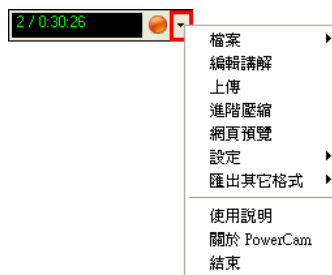 2 / 0:30:26
檔案
編輯講解
上傳
進階壓縮
網頁預覽
設定
匯出其它格式
使用說明
關於 PowerCam
結束